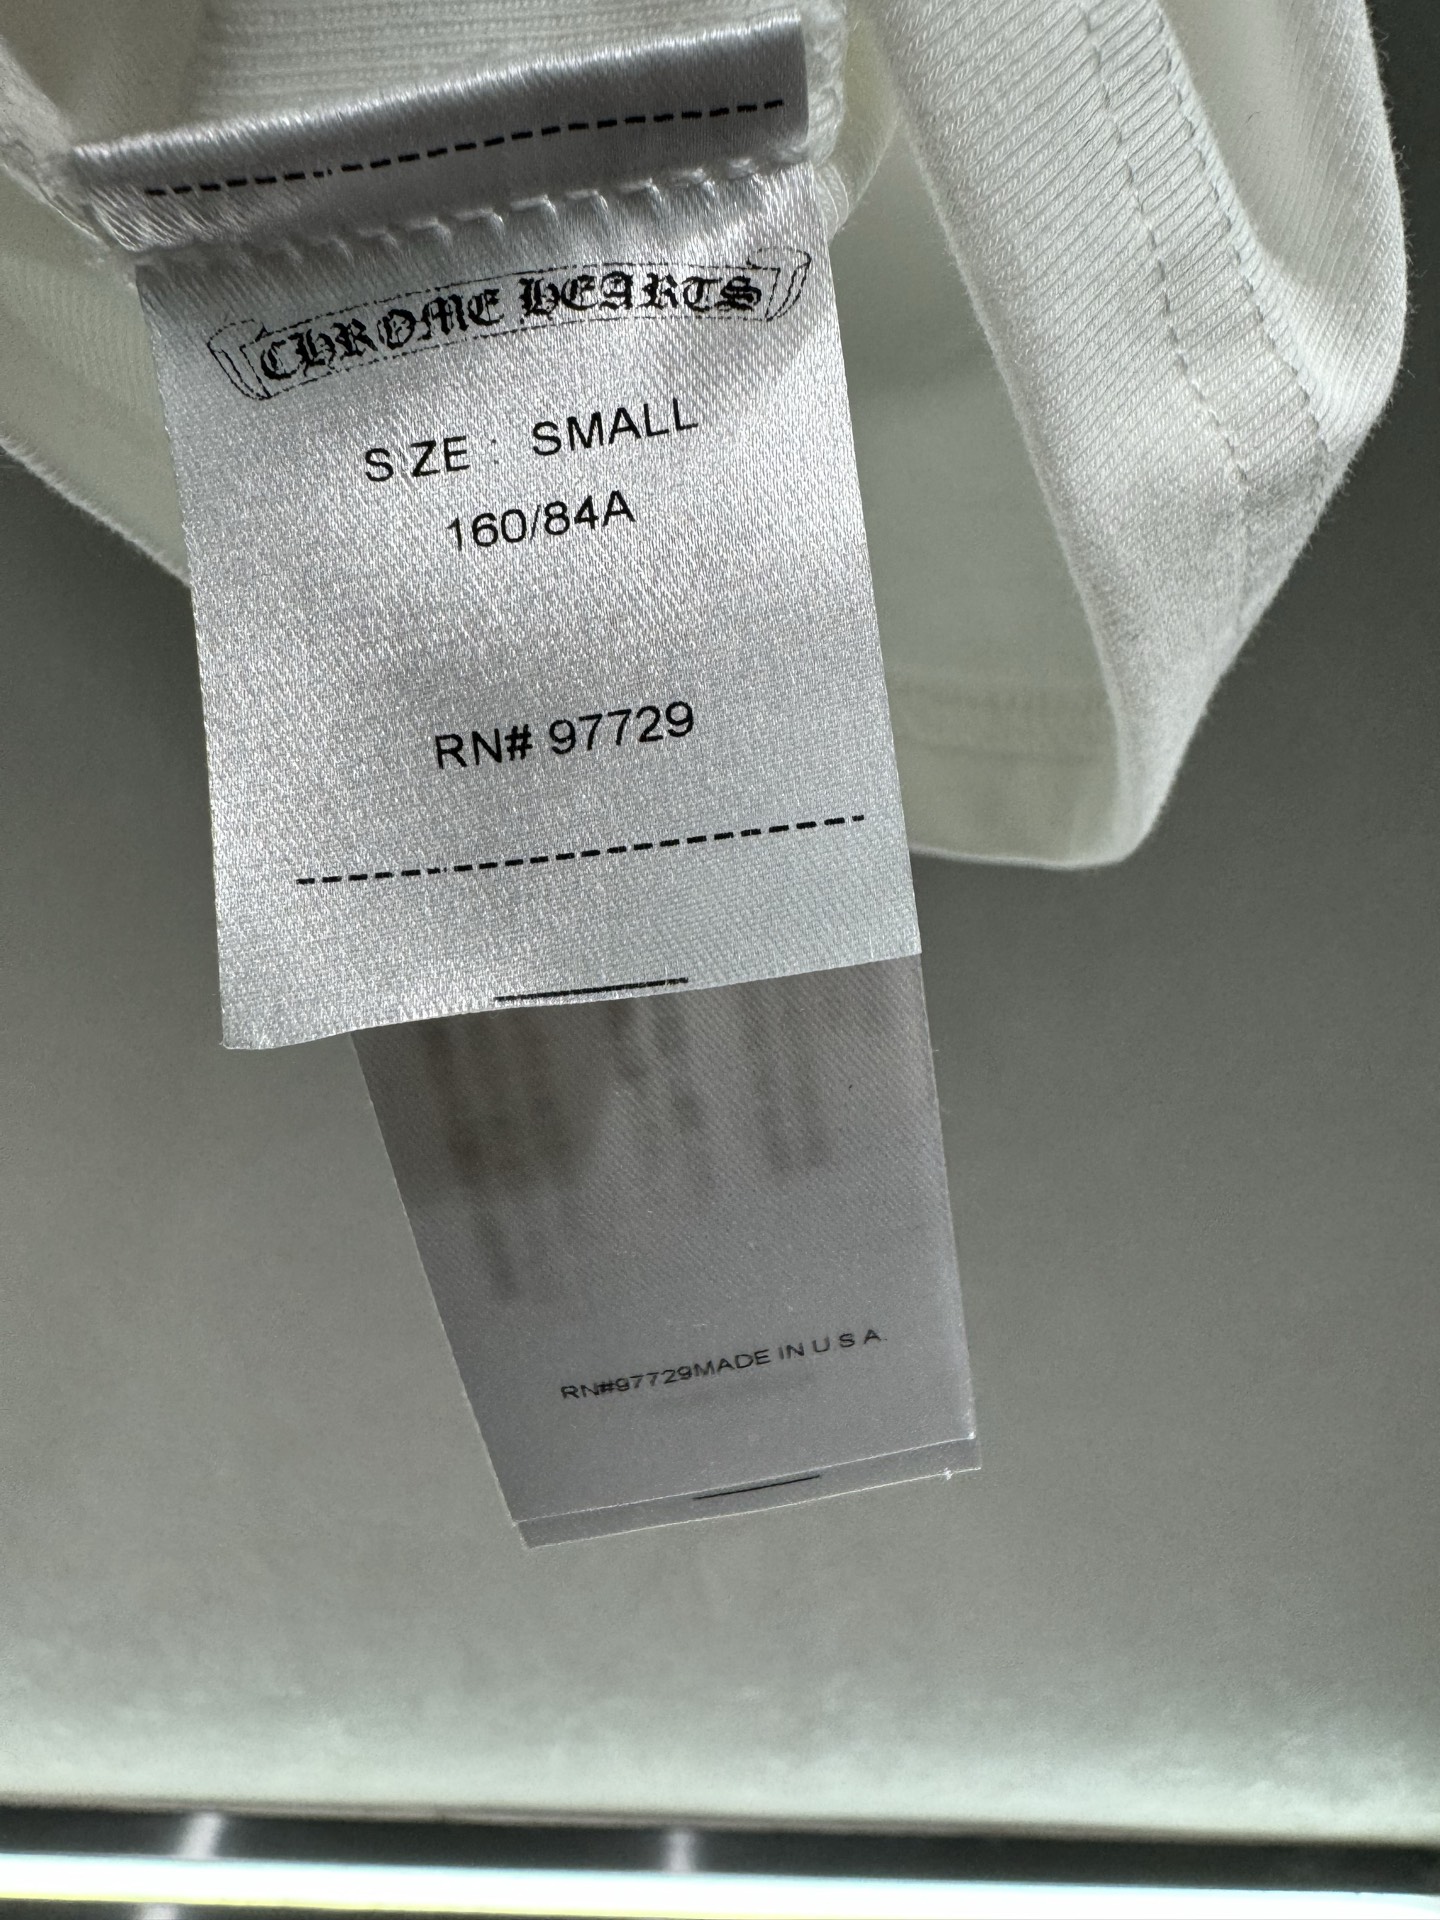 CHROME HEARTS
SIZE : SMALL
160/84A
RN# 97729
RN#97729MADE IN U S A.